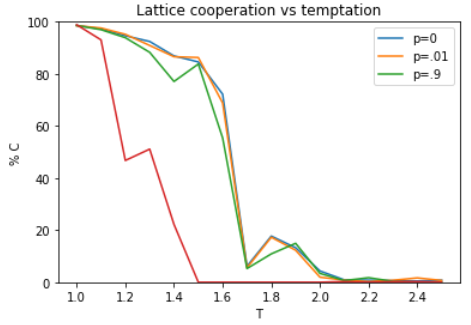 Lattice cooperation vs temptation
100
80
60
40
20
0
% C
p=0
p=.01
p=.9
1.0 1.2 1.4 1.6 1.8 2.0 2.2 2.4
T